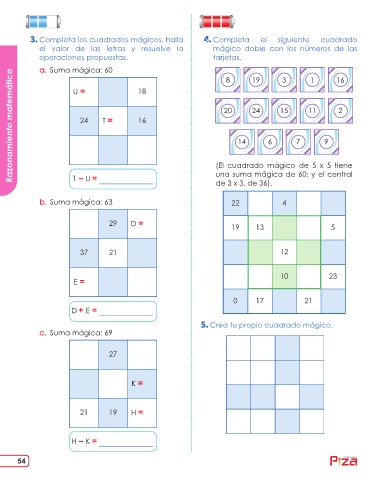 3. Completa los cuadrados mágicos, halla
el valor de las letras y resuelve la
operaciones propuestas.
a. Suma mágica: 60
U = 18
24 T = 16
T – U =
b. Suma mágica: 63
29 D =
37 21
E =
D + E =
c. Suma mágica: 69
27
K =
21 19 H =
H – K =
4. Completa el siguiente cuadrado
mágico doble con los números de las
tarjetas.
8 19 3 1 16
20 24 15 11 2
14 6 7 9
(El cuadrado mágico de 5 x 5 tiene
una suma mágica de 60; y el central
de 3 x 3, de 36).
22 4
19 13 5
12
10 23
0 17 21
5. Crea tu propio cuadrado mágico.
Razonamiento matemático
54
Piza